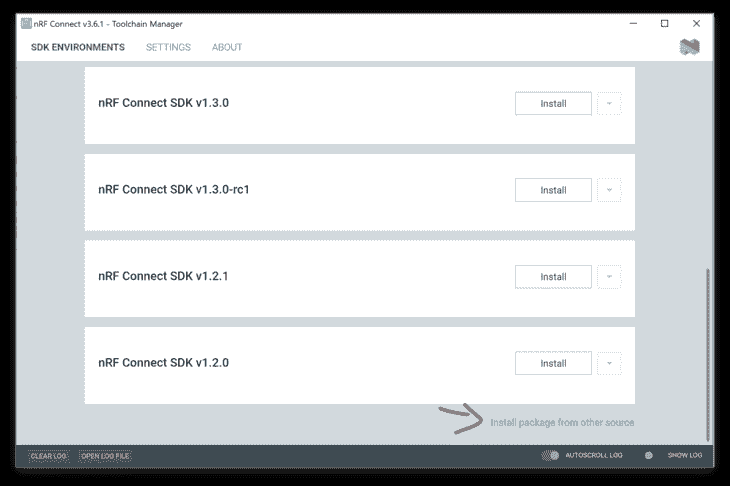 nRF Connect v3.6.1 - Toolchain Manager
SDK ENVIRONMENTS SETTINGS ABOUT
nRF Connect SDK v1.3.0 Install
nRF Connect SDK v1.3.0-rc1 Install
nRF Connect SDK v1.2.1 Install
nRF Connect SDK v1.2.0 Install
Install package from other source
CLEAR LOG OPEN LOG FILE AUTOSCROLL LOG SHOW LOG